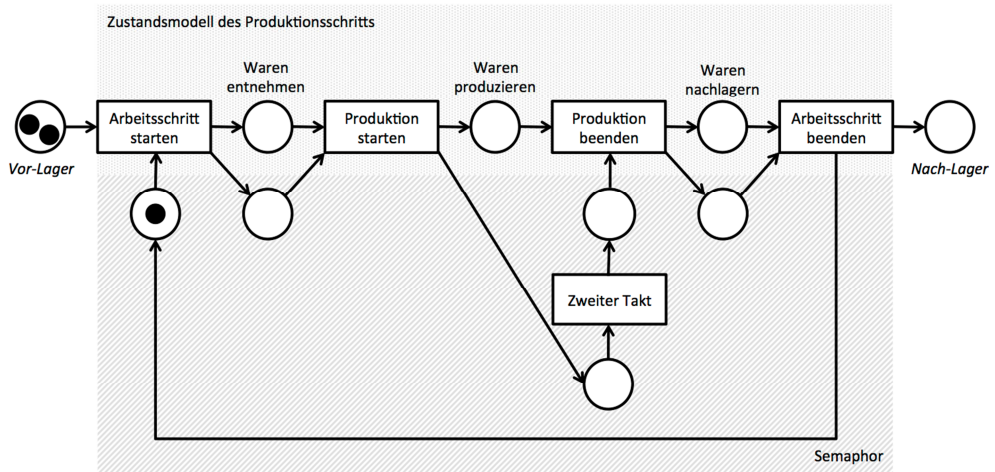 Zustandsmodell des Produktionsschritts
Waren
entnehmen
Waren
produzieren
Waren
nachlagern
Vor-Lager
Arbeitsschritt
starten
Produktion
starten
Produktion
beenden
Arbeitsschritt
beenden
Nach-Lager
Zweiter Takt
Semaphor